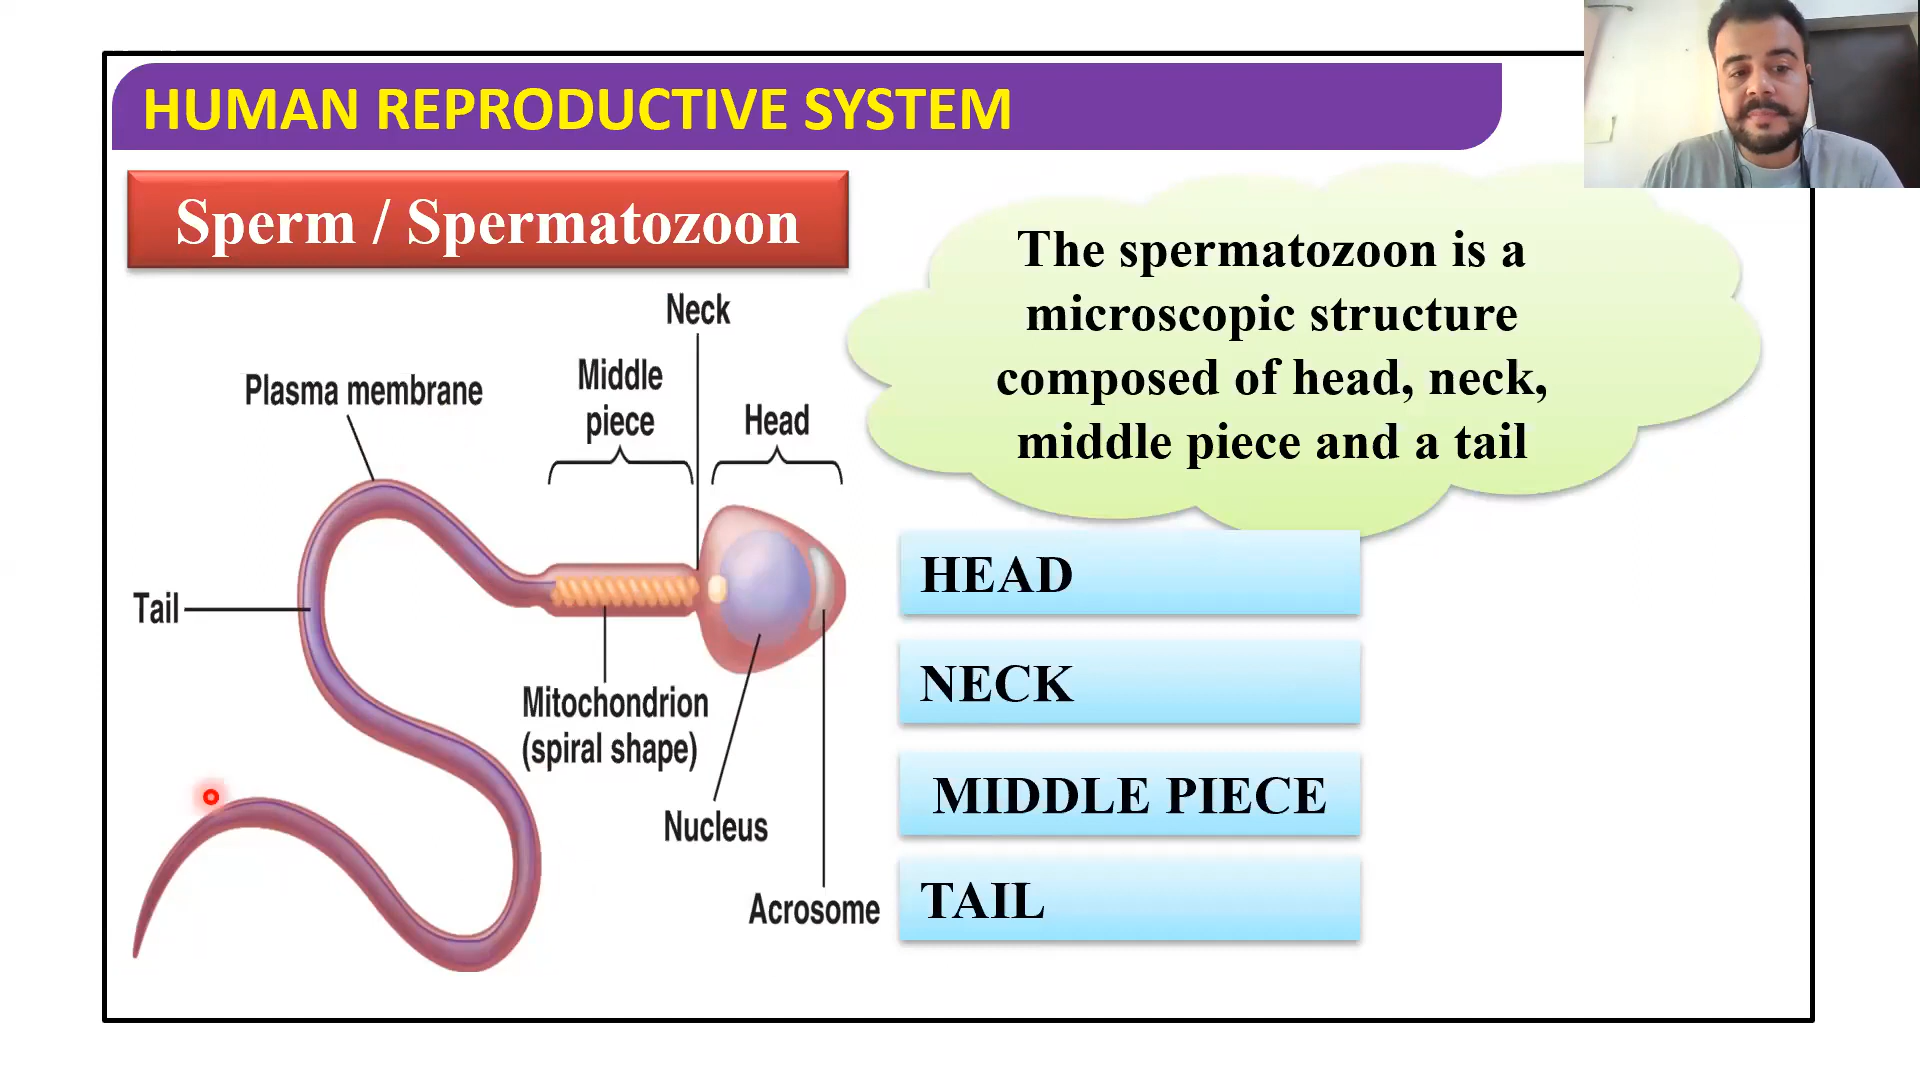 HUMAN REPRODUCTIVE SYSTEM
Sperm / Spermatozoon
The spermatozoon is a
microscopic structure
composed of head, neck,
middle piece and a tail
Neck
Middle
piece
Head
Plasma membrane
Tail
Mitochondrion
(spiral shape)
Nucleus
Acrosome
HEAD
NECK
MIDDLE PIECE
TAIL